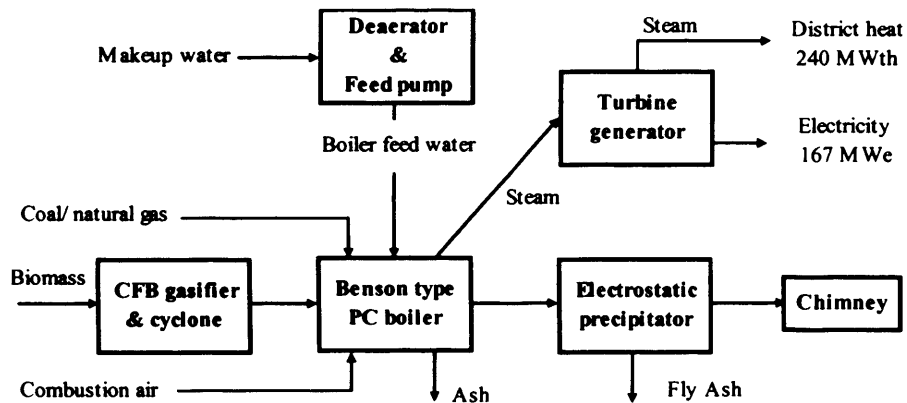 Makeup water
Deaerator
&
Feed pump
Steam
District heat
240 MWth
Turbine
generator
Electricity
167 MWe
Boiler feed water
Steam
Coal/ natural gas
Biomass
CFB gasifier
& cyclone
Benson type
PC boiler
Electrostatic
precipitator
Chimney
Combustion air
Ash
Fly Ash